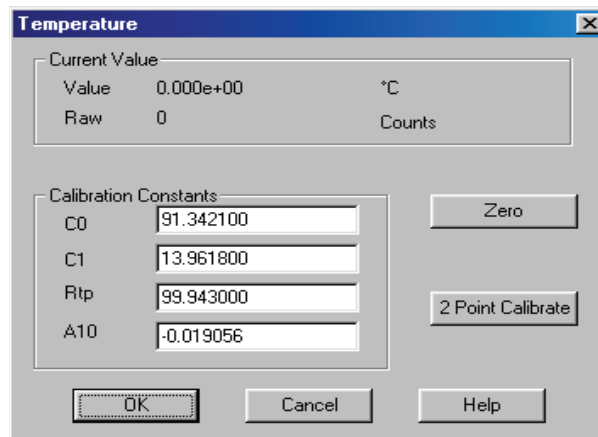 Temperature
Current Value
Value 0.000e+00 °C
Raw 0 Counts
Calibration Constants
C0 91.342100
C1 13.961800
Rtp 99.943000
A10 -0.019056
Zero
2 Point Calibrate
OK Cancel Help